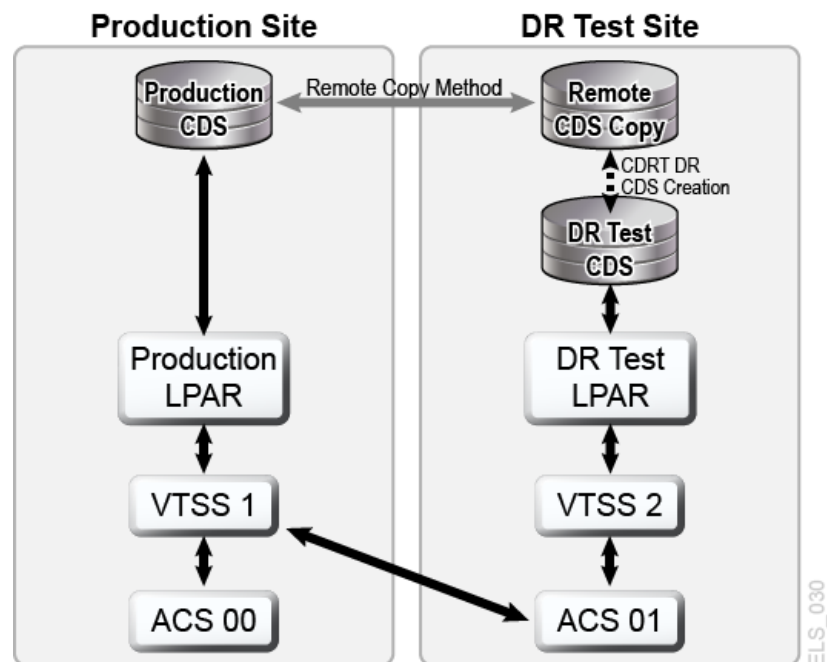 Production Site
DR Test Site
Production
CDS
Remote Copy Method
Remote
CDS Copy
CDRT DR
CDS Creation
DR Test
CDS
Production
LPAR
DR Test
LPAR
VTSS 1
VTSS 2
ACS 00
ACS 01
ELS_030